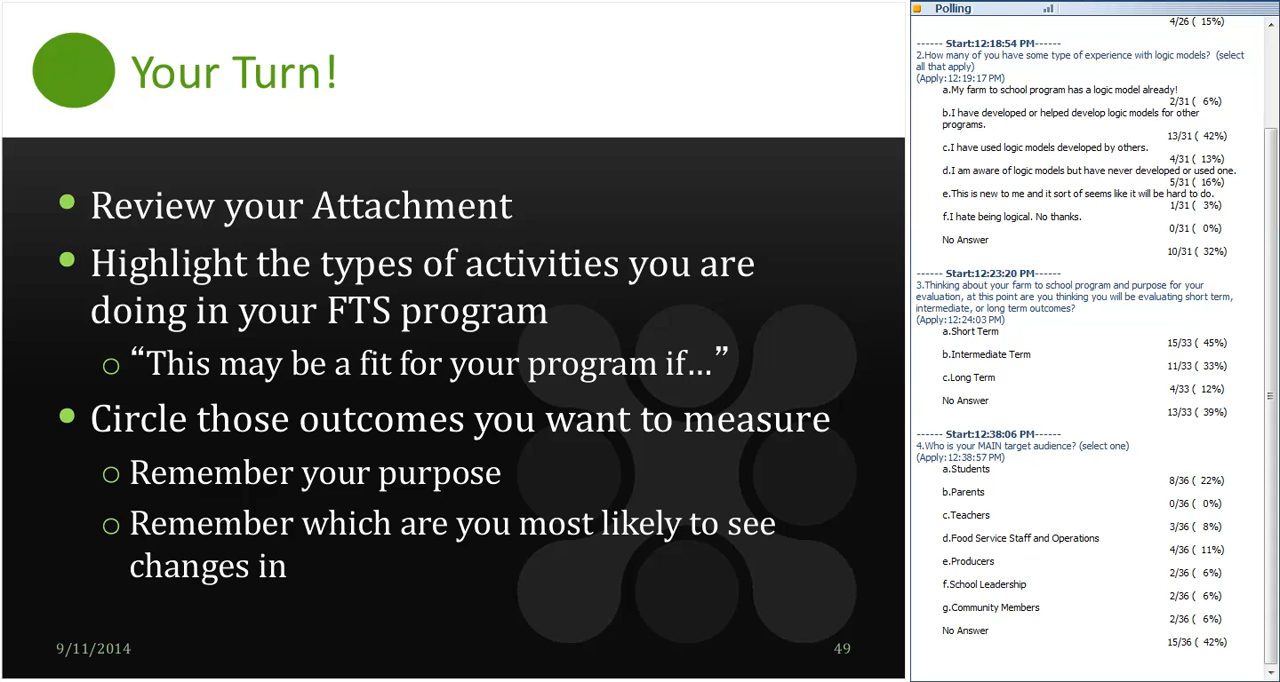 Your Turn!
Review your Attachment
Highlight the types of activities you are
doing in your FTS program
“This may be a fit for your program if…”
Circle those outcomes you want to measure
Remember your purpose
Remember which are you most likely to see
changes in
9/11/2014
49
Polling
4/26 ( 15%)
------ Start:12:18:54 PM------
2.How many of you have some type of experience with logic models? (select
all that apply)
(Apply:12:19:17 PM)
a.My farm to school program has a logic model already!
2/31 ( 6%)
b.I have developed or helped develop logic models for other
programs.
13/31 ( 42%)
c.I have used logic models developed by others.
4/31 ( 13%)
d.I am aware of logic models but have never developed or used one.
5/31 ( 16%)
e.This is new to me and it sort of seems like it will be hard to do.
1/31 ( 3%)
f.I hate being logical. No thanks.
0/31 ( 0%)
No Answer
10/31 ( 32%)
------ Start:12:23:20 PM------
3.Thinking about your farm to school program and purpose for your
evaluation, at this point are you thinking you will be evaluating short term,
intermediate, or long term outcomes?
(Apply:12:24:03 PM)
a.Short Term
15/33 ( 45%)
b.Intermediate Term
11/33 ( 33%)
c.Long Term
4/33 ( 12%)
No Answer
13/33 ( 39%)
------ Start:12:38:06 PM------
4.Who is your MAIN target audience? (select one)
(Apply:12:38:57 PM)
a.Students
8/36 ( 22%)
b.Parents
0/36 ( 0%)
c.Teachers
3/36 ( 8%)
d.Food Service Staff and Operations
4/36 ( 11%)
e.Producers
2/36 ( 6%)
f.School Leadership
2/36 ( 6%)
g.Community Members
2/36 ( 6%)
No Answer
15/36 ( 42%)